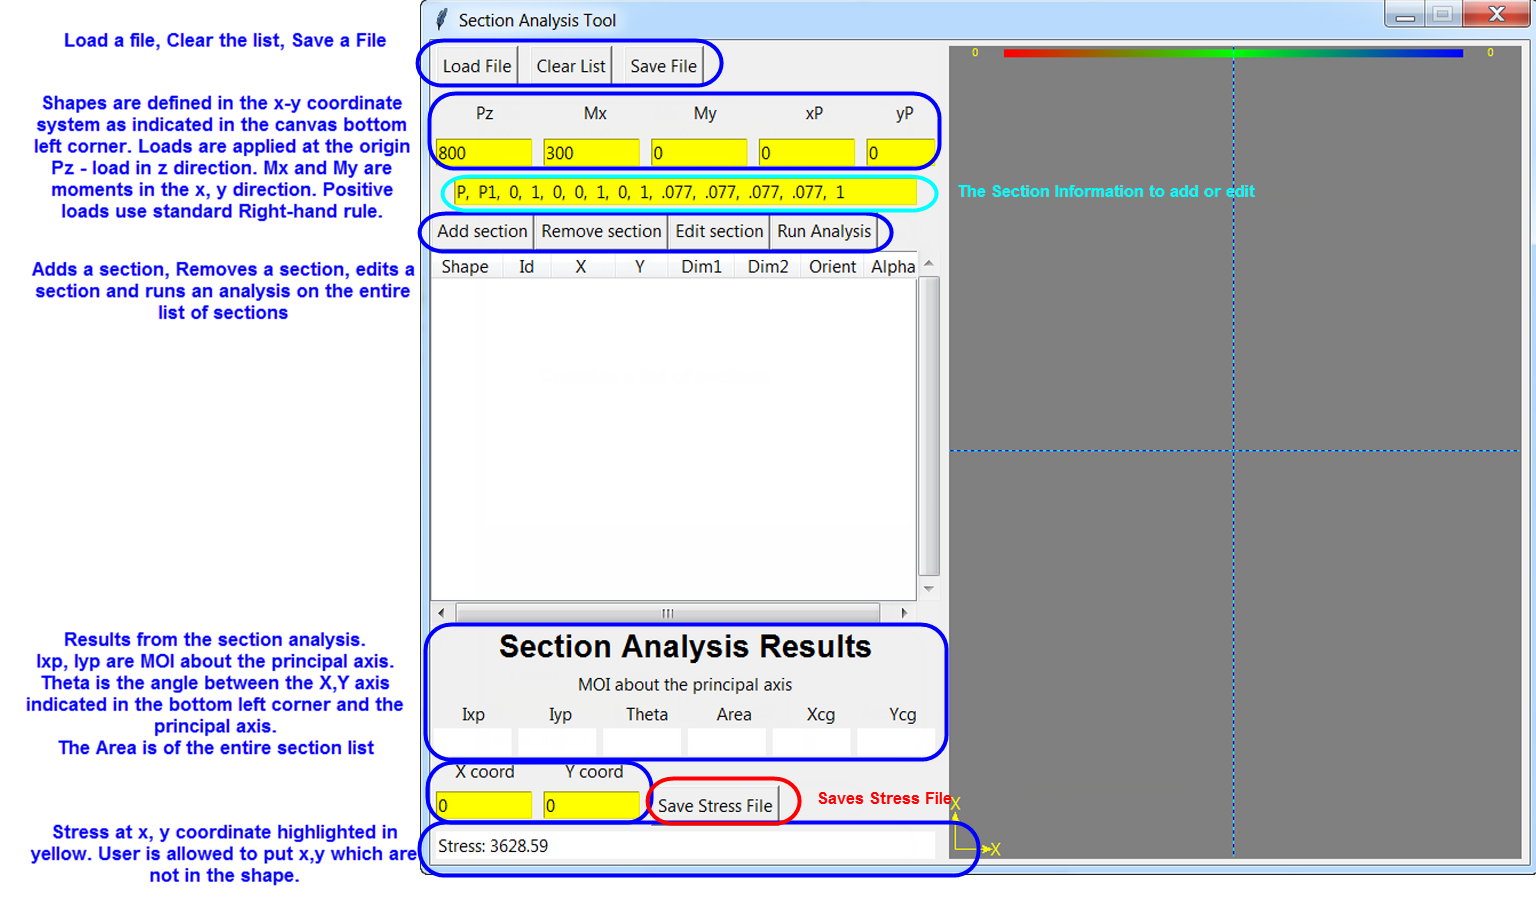 Section Analysis Tool
Load a file, Clear the list, Save a File
Load File Clear List Save File
0 0
Shapes are defined in the x-y coordinate
system as indicated in the canvas bottom
left corner. Loads are applied at the origin
Pz - load in z direction. Mx and My are
moments in the x, y direction. Positive
loads use standard Right-hand rule.
Pz Mx My xP yP
800 300 0 0 0
P, P1, 0, 1, 0, 0, 1, 0, 1, .077, .077, .077, .077, 1
The Section Information to add or edit
Add section Remove section Edit section Run Analysis
Adds a section, Removes a section, edits a
section and runs an analysis on the entire
list of sections
Shape Id X Y Dim1 Dim2 Orient Alpha
Results from the section analysis.
Ixp, Iyp are MOI about the principal axis.
Theta is the angle between the X,Y axis
indicated in the bottom left corner and the
principal axis.
The Area is of the entire section list
Section Analysis Results
MOI about the principal axis
Ixp Iyp Theta Area Xcg Ycg
X coord Y coord
0 0 Save Stress File
Saves Stress File
X
X
Stress at x, y coordinate highlighted in
yellow. User is allowed to put x,y which are
not in the shape.
Stress: 3628.59